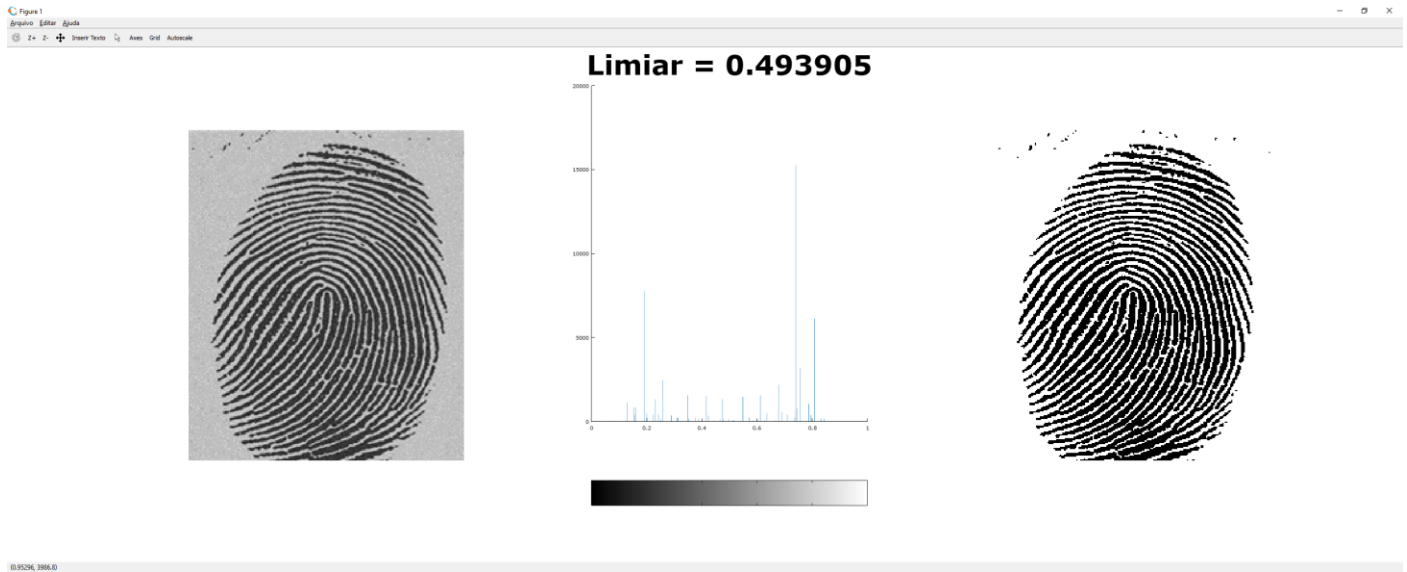 Figure 1
Arquivo Editar Ajuda
Z+ Z- Inserir Texto Axes Grid Autoscale
Limiar = 0.493905
20000
15000
10000
5000
0
0 0.2 0.4 0.6 0.8 1
(0.95296, 3986.8)